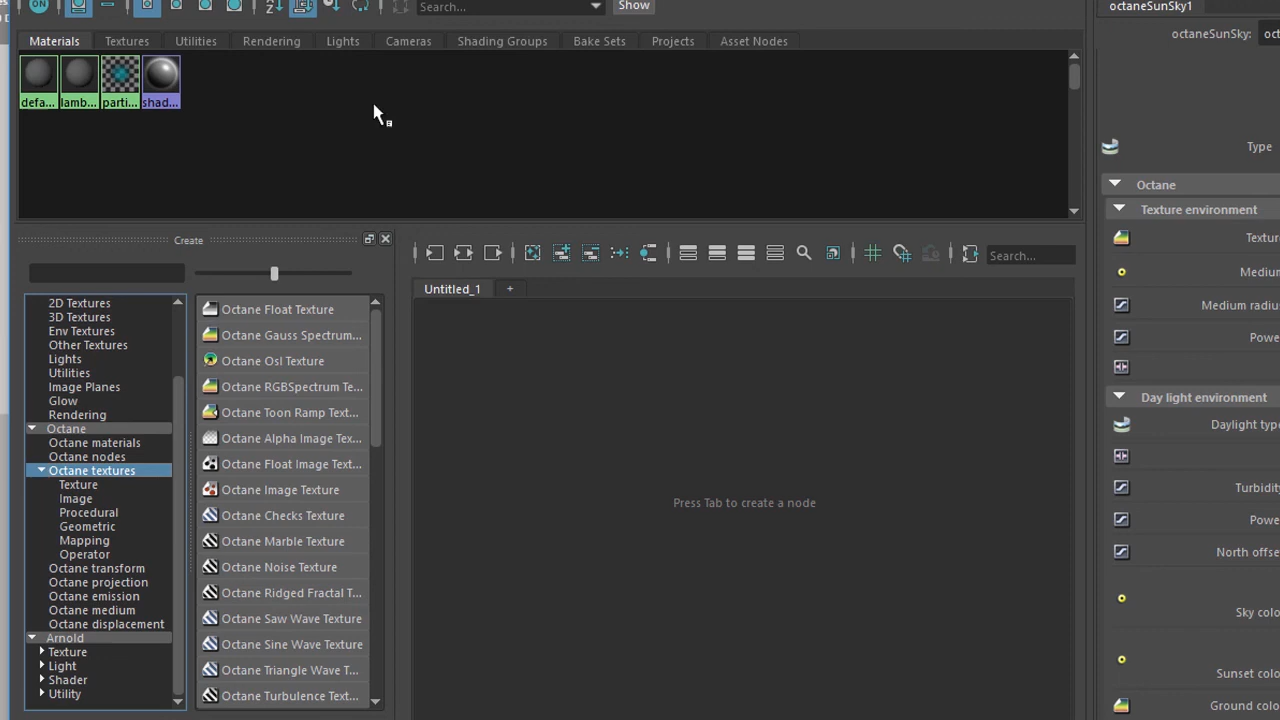 ON
Search...
Show
octaneSunSky1
Materials
Textures
Utilities
Rendering
Lights
Cameras
Shading Groups
Bake Sets
Projects
Asset Nodes
octaneSunSky:
oct
defa...
lamb...
parti...
shad...
Type
Octane
Texture environment
Textur
Medium
Medium radiu
Powe
Day light environment
Daylight type
Turbidity
Powe
North offse
Sky colo
Sunset colo
Ground colo
Create
Search...
Untitled_1
+
Press Tab to create a node
2D Textures
3D Textures
Env Textures
Other Textures
Lights
Utilities
Image Planes
Glow
Rendering
Octane
Octane materials
Octane nodes
Octane textures
Texture
Image
Procedural
Geometric
Mapping
Operator
Octane transform
Octane projection
Octane emission
Octane medium
Octane displacement
Arnold
Texture
Light
Shader
Utility
Octane Float Texture
Octane Gauss Spectrum...
Octane Osl Texture
Octane RGBSpectrum Te...
Octane Toon Ramp Text...
Octane Alpha Image Tex...
Octane Float Image Text...
Octane Image Texture
Octane Checks Texture
Octane Marble Texture
Octane Noise Texture
Octane Ridged Fractal T...
Octane Saw Wave Texture
Octane Sine Wave Texture
Octane Triangle Wave T...
Octane Turbulence Text...